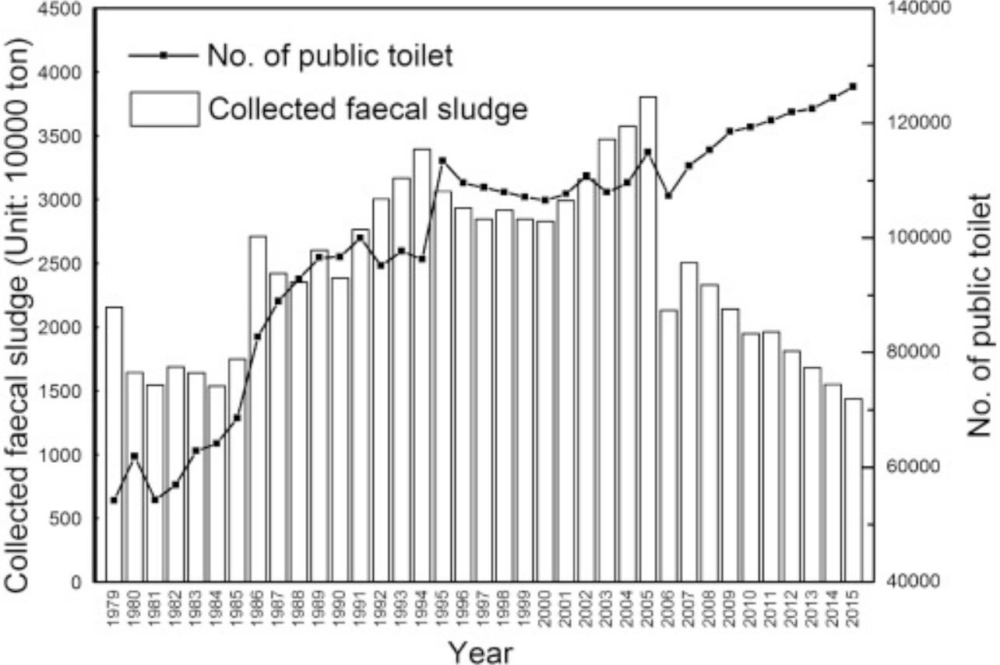 4500
4000
3500
3000
2500
2000
1500
1000
500
0
Collected faecal sludge (Unit: 10000 ton)
No. of public toilet
Collected faecal sludge
140000
120000
100000
80000
60000
40000
No. of public toilet
1979 1980 1981 1982 1983 1984 1985 1986 1987 1988 1989 1990 1991 1992 1993 1994 1995 1996 1997 1998 1999 2000 2001 2002 2003 2004 2005 2006 2007 2008 2009 2010 2011 2012 2013 2014 2015
Year